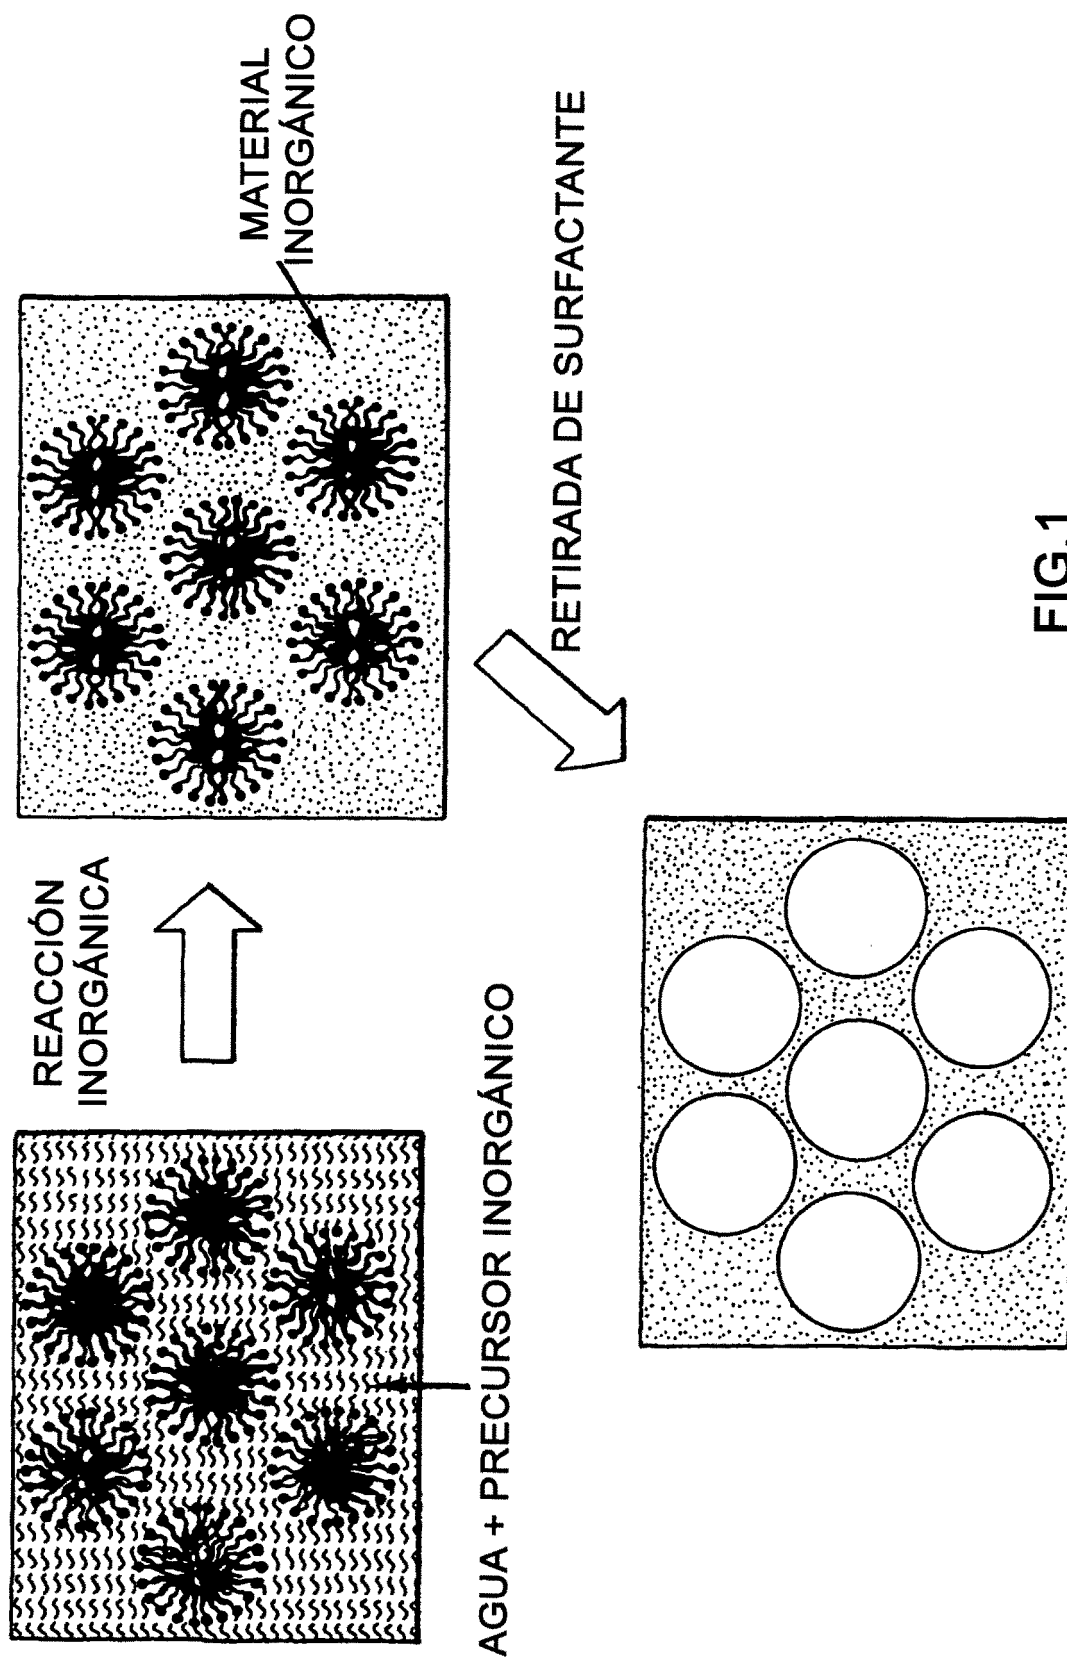 REACCIÓN
INORGÁNICA
MATERIAL
INORGÁNICO
AGUA + PRECURSOR INORGÁNICO
RETIRADA DE SURFACTANTE
FIG.1